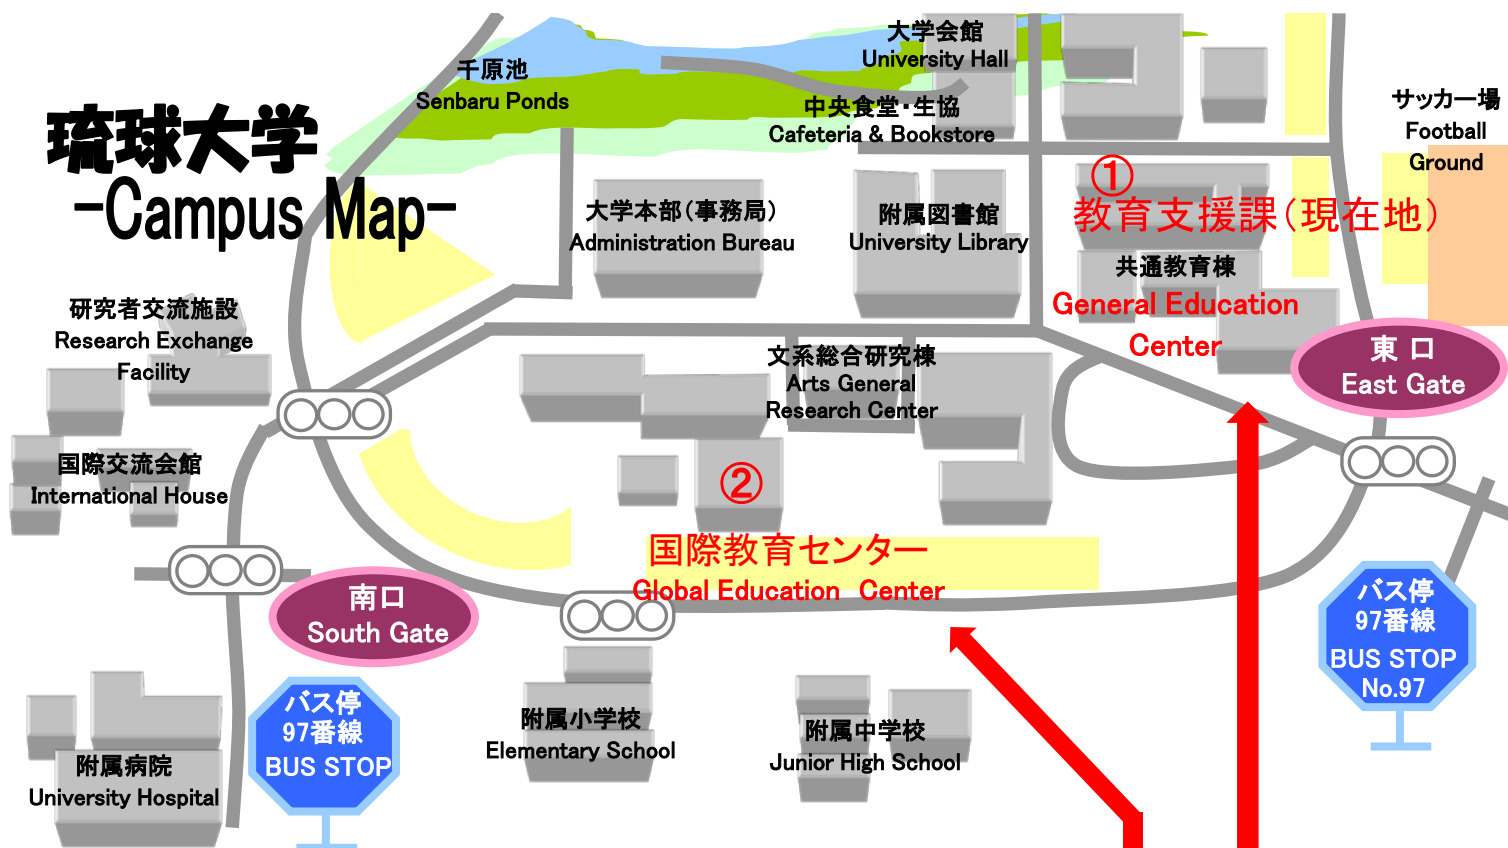 琉球大学
-Campus Map-
千原池
Senbaru Ponds
大学会館
University Hall
中央食堂・生協
Cafeteria & Bookstore
サッカー場
Football
Ground
大学本部(事務局)
Administration Bureau
附属図書館
University Library
①
教育支援課(現在地)
共通教育棟
General Education
Center
研究者交流施設
Research Exchange
Facility
文系総合研究棟
Arts General
Research Center
東 口
East Gate
国際交流会館
International House
②
国際教育センター
Global Education Center
南口
South Gate
バス停
97番線
BUS STOP
No.97
バス停
97番線
BUS STOP
附属小学校
Elementary School
附属中学校
Junior High School
附属病院
University Hospital